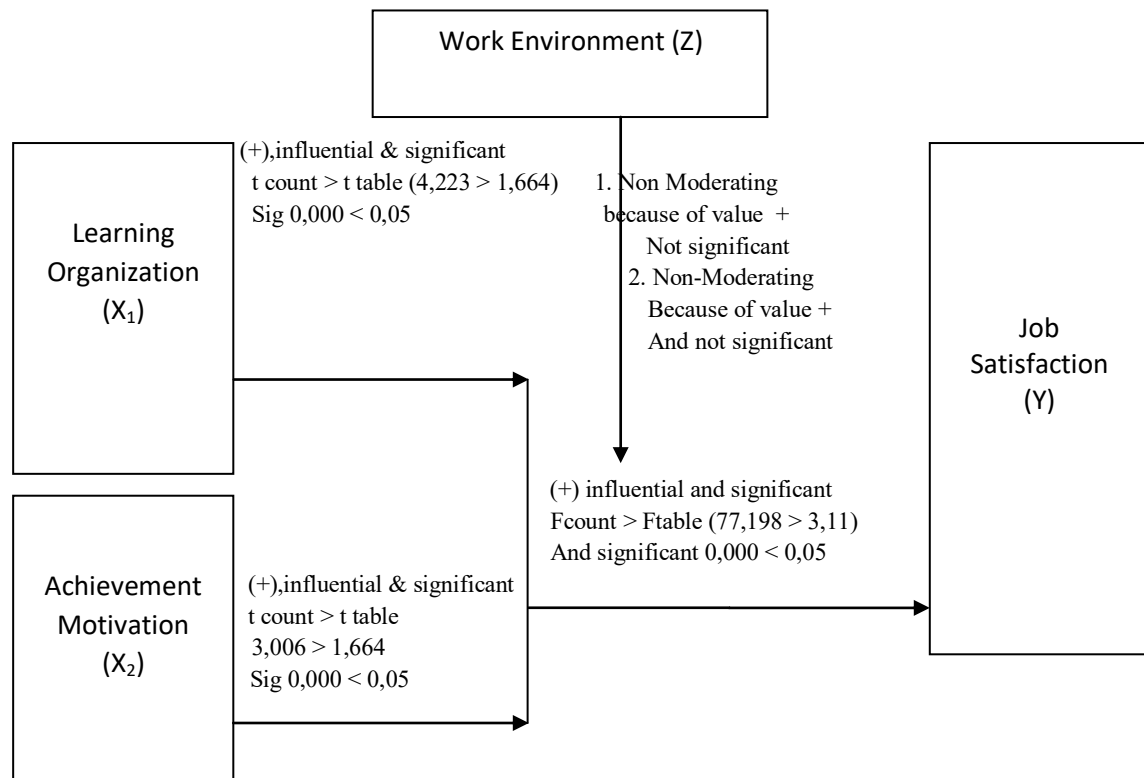 Work Environment (Z)
Learning
Organization
(X₁)
(+),influential & significant
t count > t table (4,223 > 1,664)
Sig 0,000 < 0,05
1. Non Moderating
because of value +
Not significant
2. Non-Moderating
Because of value +
And not significant
Job
Satisfaction
(Y)
(+) influential and significant
Fcount > Ftable (77,198 > 3,11)
And significant 0,000 < 0,05
Achievement
Motivation
(X₂)
(+),influential & significant
t count > t table
3,006 > 1,664
Sig 0,000 < 0,05